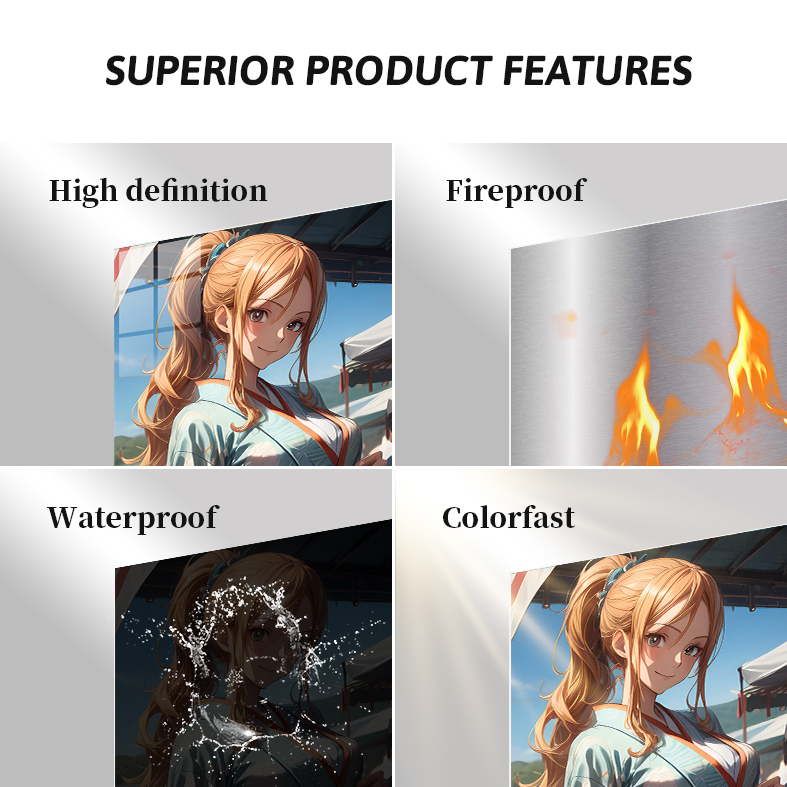 SUPERIOR PRODUCT FEATURES
High definition
Fireproof
Waterproof
Colorfast